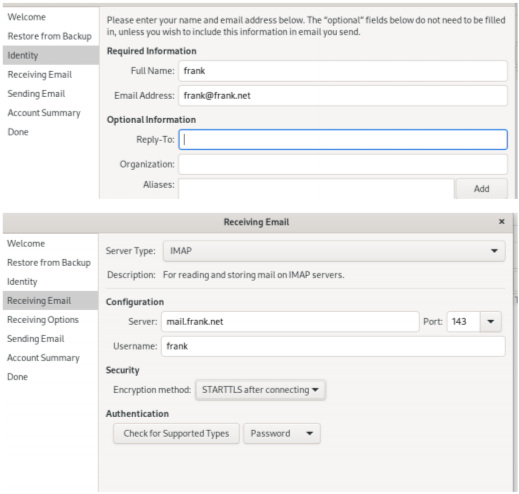 Welcome
Restore from Backup
Identity
Receiving Email
Sending Email
Account Summary
Done
Please enter your name and email address below. The "optional" fields below do not need to be filled
in, unless you wish to include this information in email you send.
Required Information
Full Name: frank
Email Address: frank@frank.net
Optional Information
Reply-To:
Organization:
Aliases:
Add
Receiving Email ×
Welcome
Restore from Backup
Identity
Receiving Email
Receiving Options
Sending Email
Account Summary
Done
Server Type: IMAP
Description: For reading and storing mail on IMAP servers.
Configuration
Server: mail.frank.net Port: 143
Username: frank
Security
Encryption method: STARTTLS after connecting
Authentication
Check for Supported Types Password